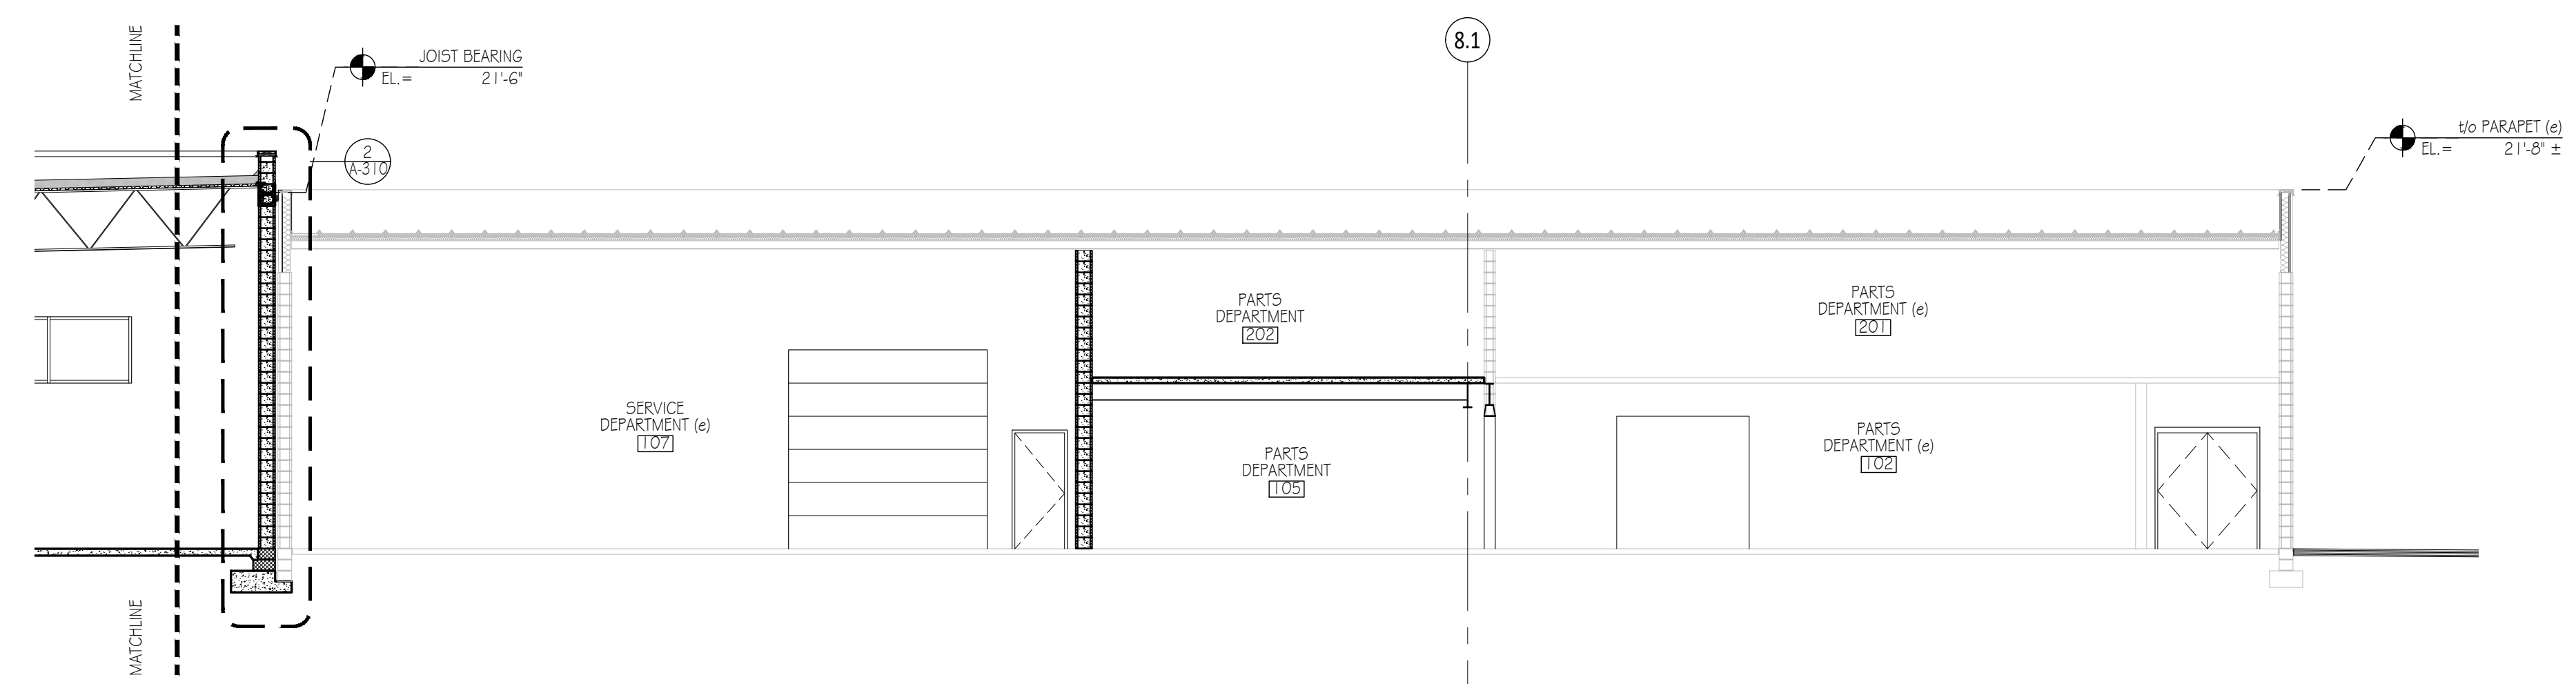 MATCHLINE
JOIST BEARING
EL.= 21'-6"
2
A-310
8.1
t/o PARAPET (e)
EL.= 21'-8" ±
PARTS
DEPARTMENT
202
PARTS
DEPARTMENT (e)
201
SERVICE
DEPARTMENT (e)
107
PARTS
DEPARTMENT
105
PARTS
DEPARTMENT (e)
102
MATCHLINE